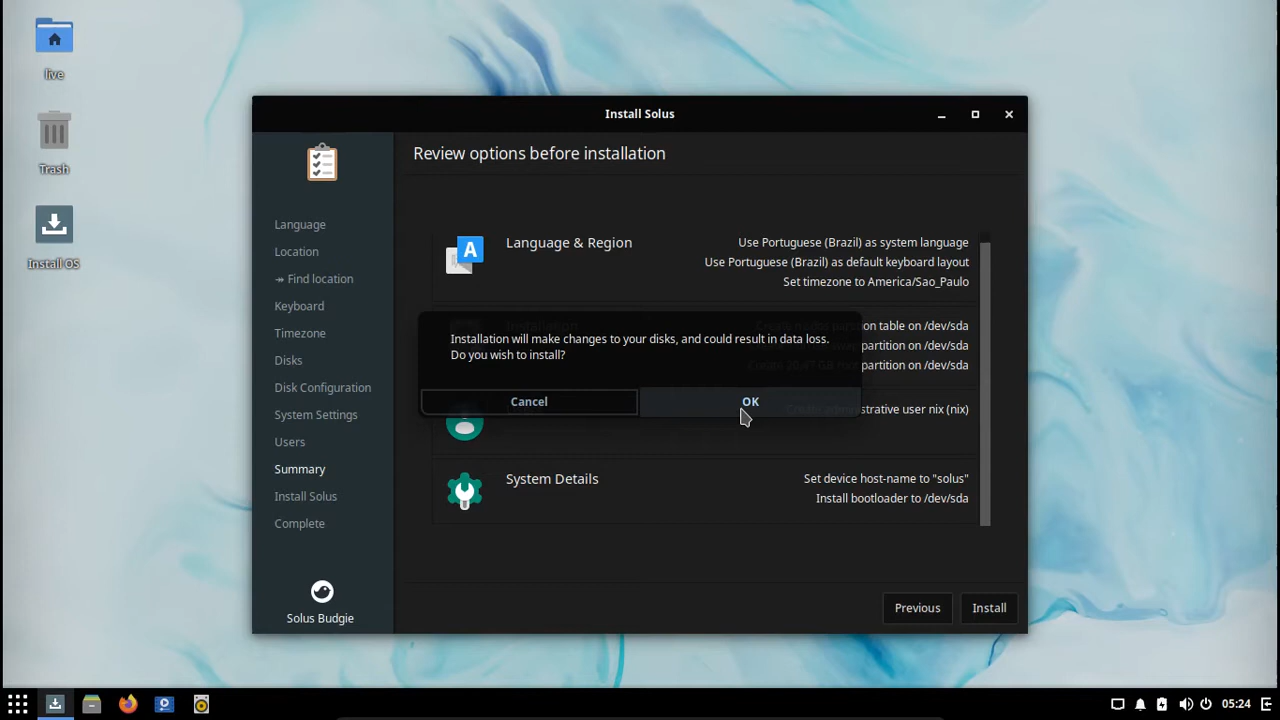 live
Trash
Install OS
Install Solus
Review options before installation
Language
Location
↠ Find location
Keyboard
Timezone
Disks
Disk Configuration
System Settings
Users
Summary
Install Solus
Complete
Solus Budgie
A
Language & Region
Use Portuguese (Brazil) as system language
Use Portuguese (Brazil) as default keyboard layout
Set timezone to America/Sao_Paulo
partition table on /dev/sda
partition on /dev/sda
partition on /dev/sda
Installation will make changes to your disks, and could result in data loss.
Do you wish to install?
Cancel
OK
Create administrative user nix (nix)
System Details
Set device host-name to "solus"
Install bootloader to /dev/sda
Previous
Install
05:24